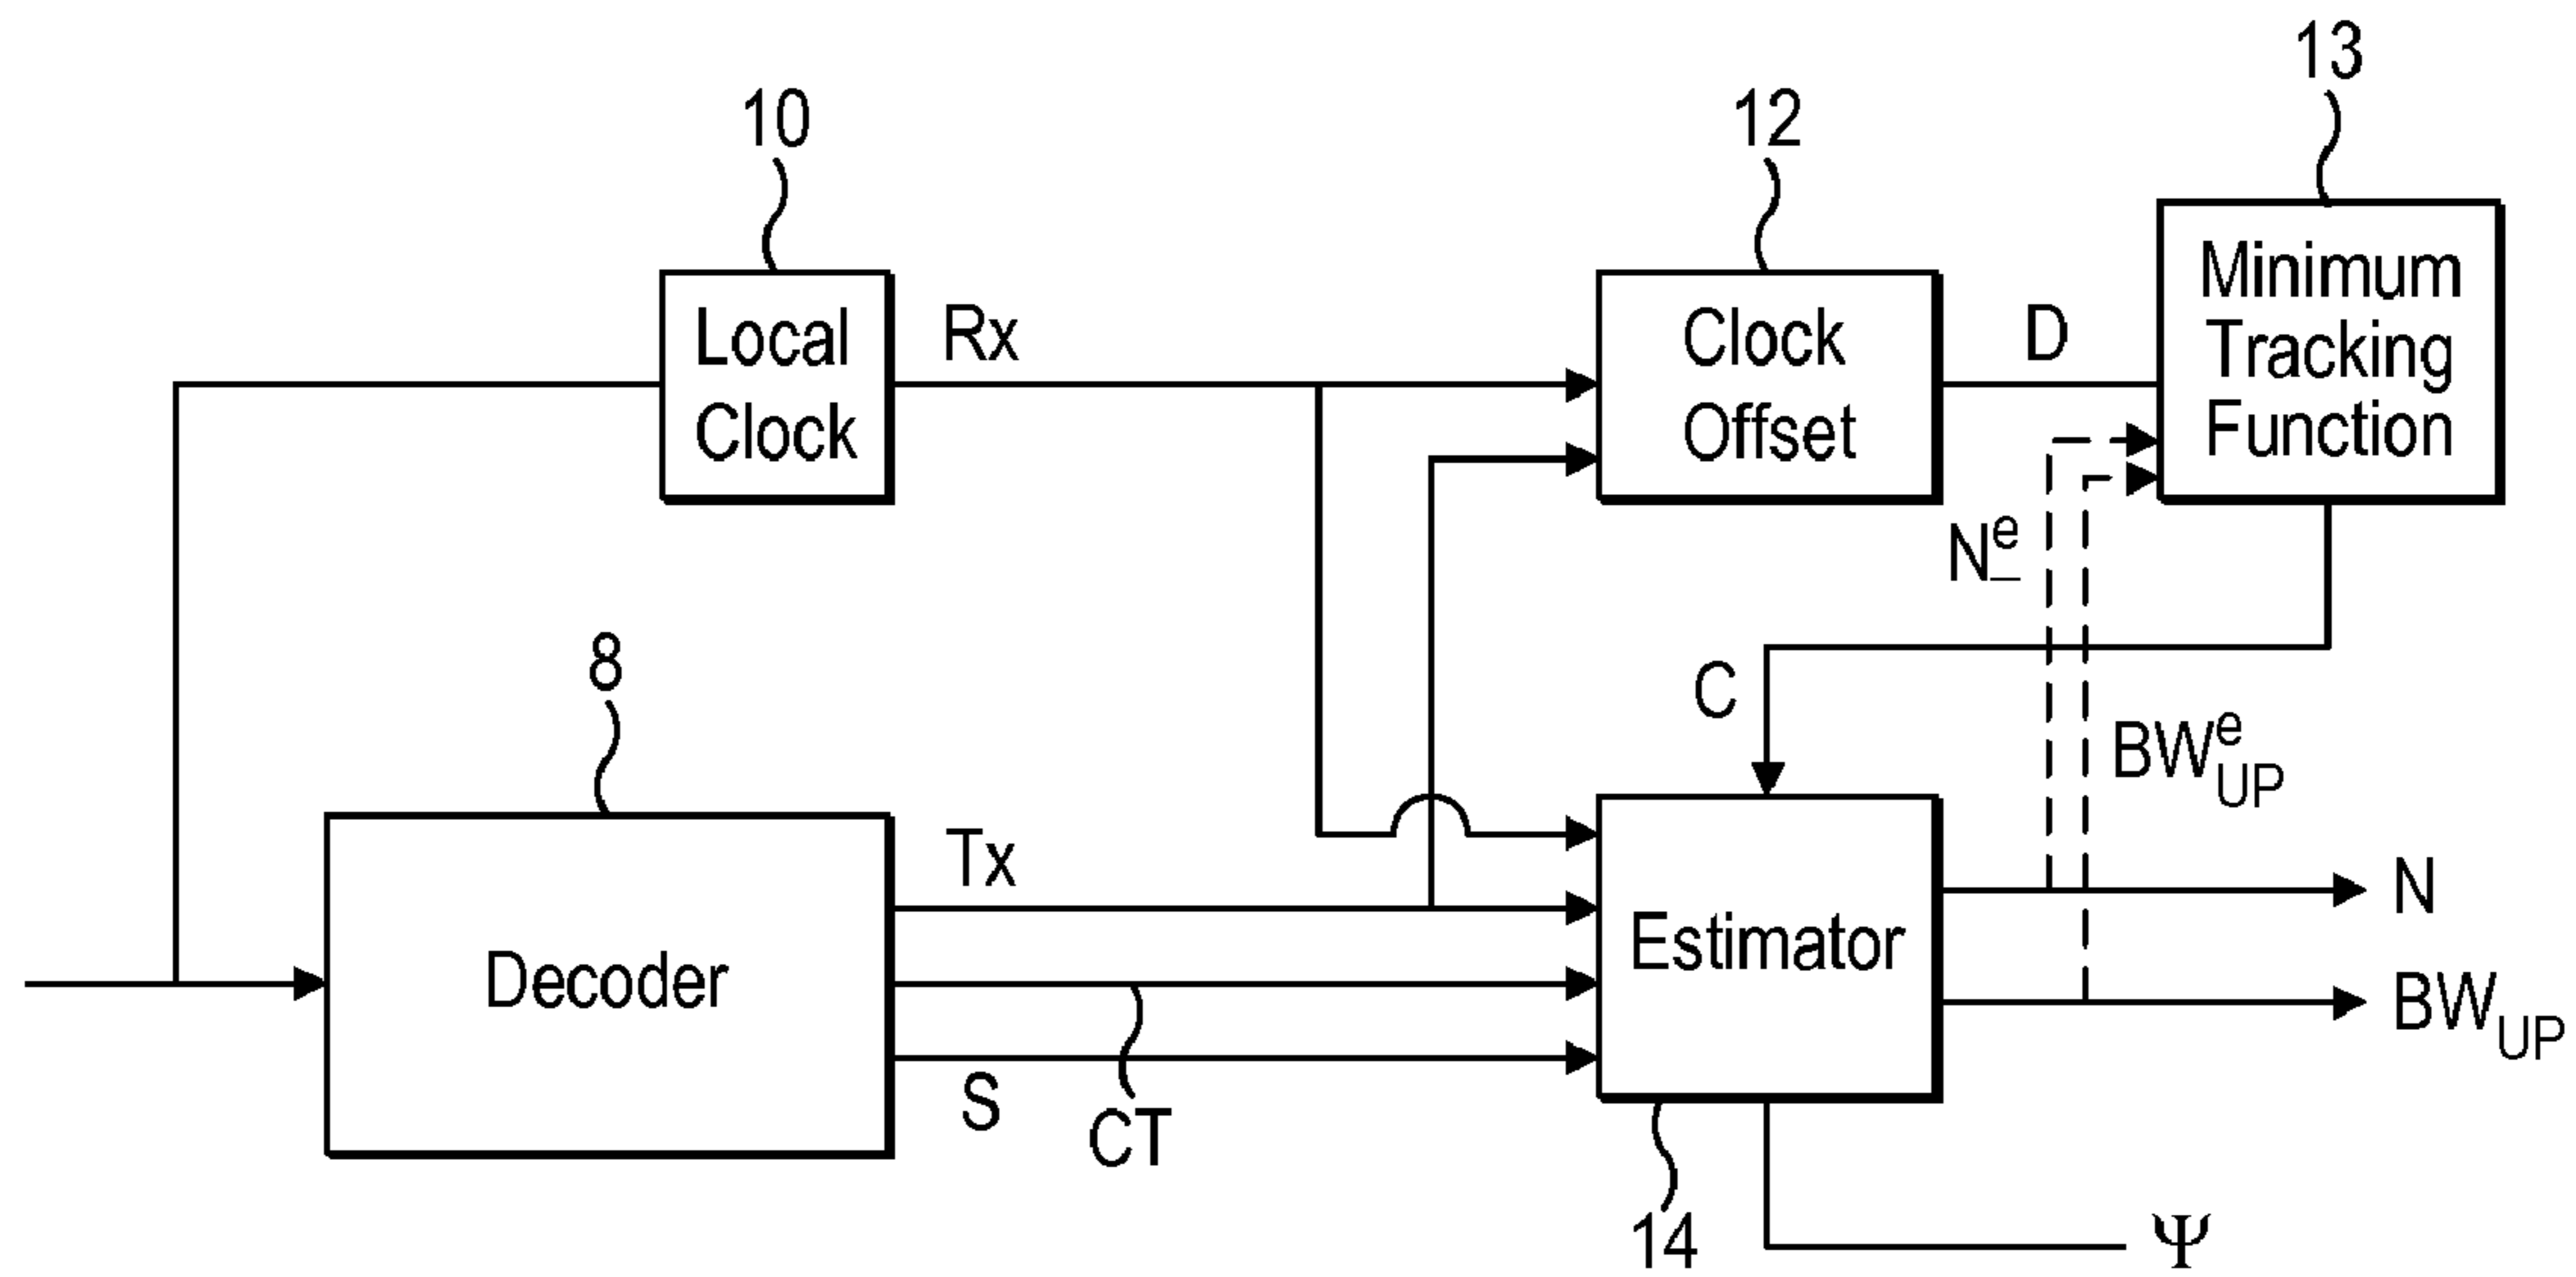 13
10
12
Minimum
Tracking
Function
Local
Clock
Rx
Clock
Offset
D
N^e_
8
C
BW^e_UP
Tx
N
Decoder
Estimator
BW_UP
S
CT
14
Ψ